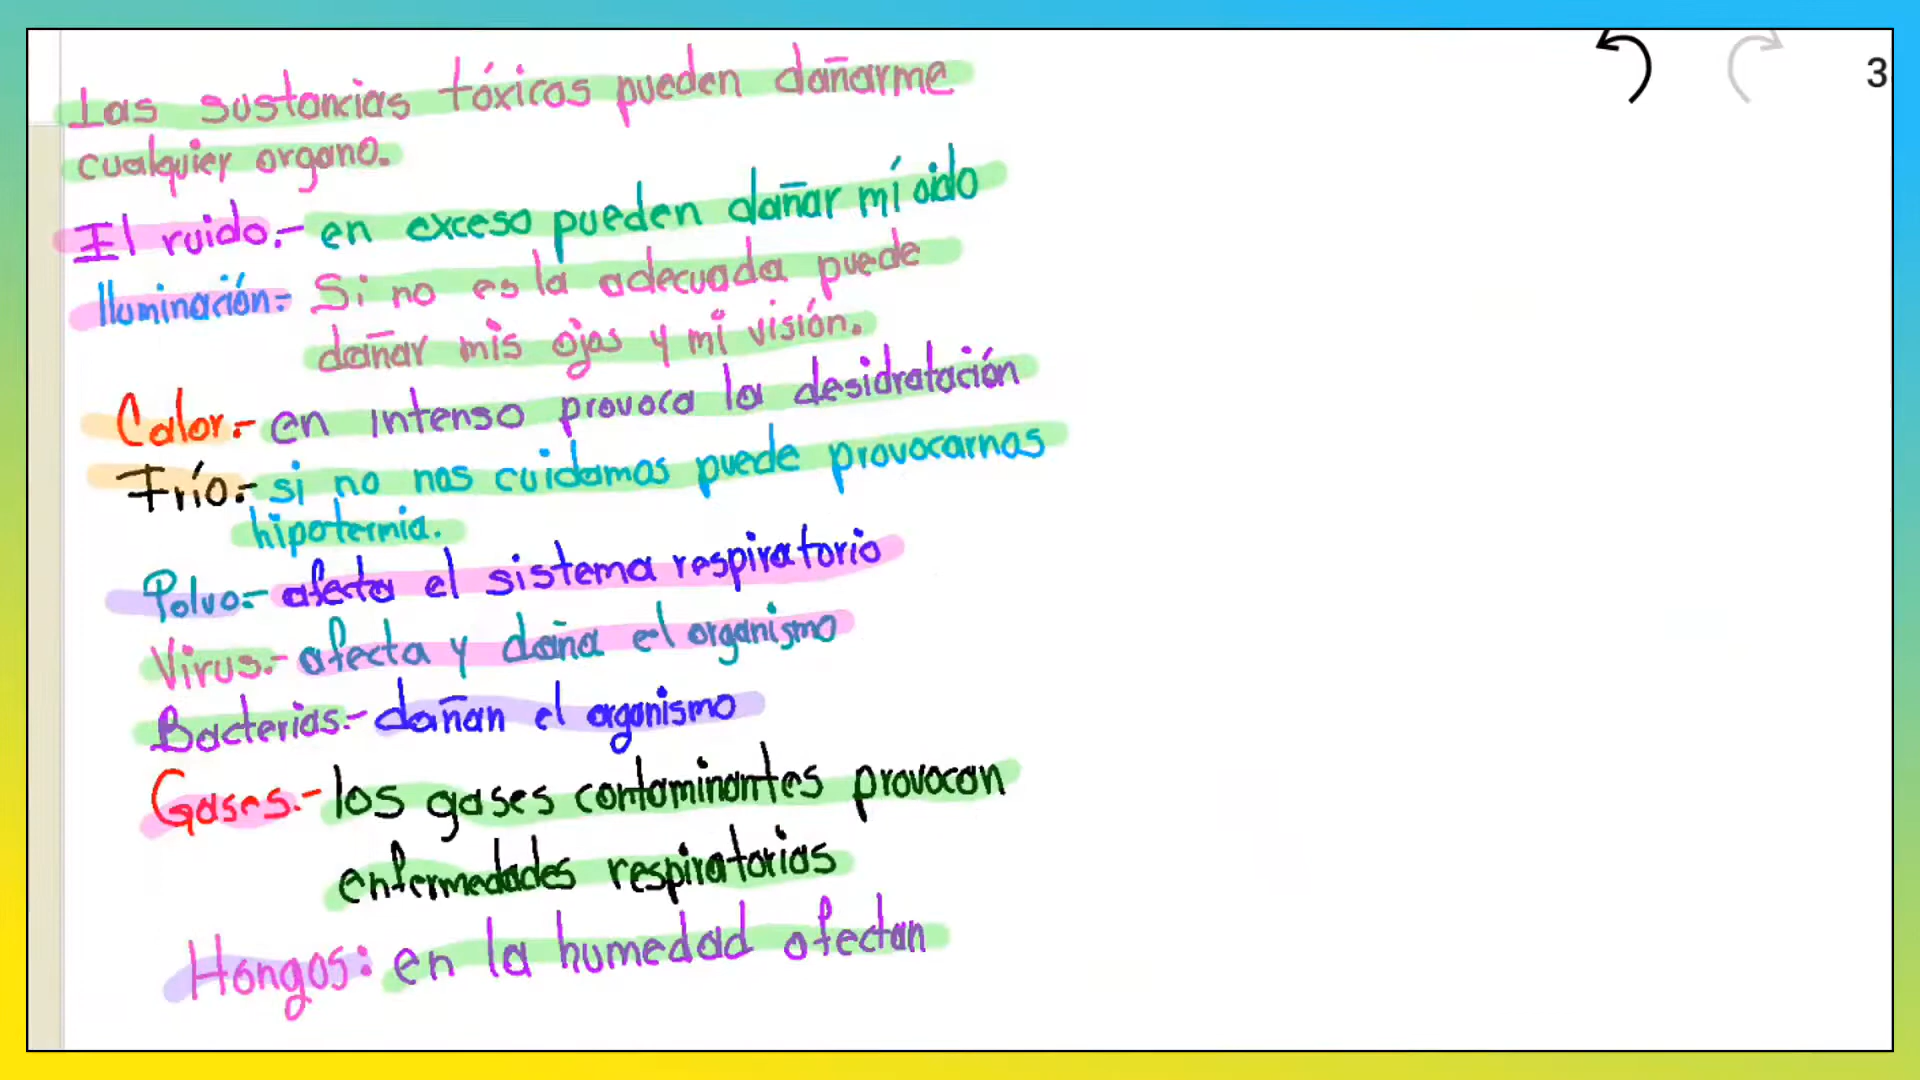 Las sustancias tóxicas pueden dañarme
cualquier organo.
El ruido.- en exceso pueden dañar mí oido
Iluminación.- Si no es la adecuada puede
dañar mis ojos y mi visión.
Calor.- en intenso provoca la desidratación
Frío.- si no nos cuidamos puede provocarnos
hipotermia.
Polvo.- afecta el sistema respiratorio
Virus.- afecta y daña el organismo
Bacterias.- dañan el organismo
Gases.- los gases contaminantes provocan
enfermedades respiratorias
Hongos: en la humedad afectan
3